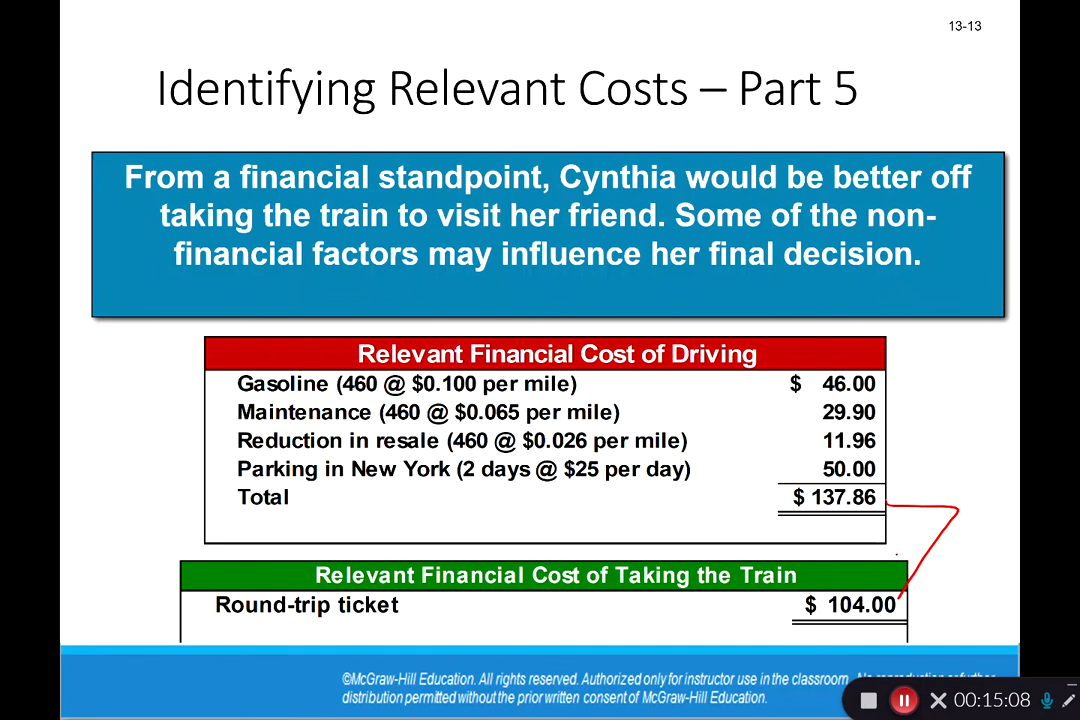 13-13
Identifying Relevant Costs – Part 5
From a financial standpoint, Cynthia would be better off
taking the train to visit her friend. Some of the non-
financial factors may influence her final decision.
Relevant Financial Cost of Driving
Gasoline (460 @ $0.100 per mile) $ 46.00
Maintenance (460 @ $0.065 per mile) 29.90
Reduction in resale (460 @ $0.026 per mile) 11.96
Parking in New York (2 days @ $25 per day) 50.00
Total $ 137.86
Relevant Financial Cost of Taking the Train
Round-trip ticket $ 104.00
©McGraw-Hill Education. All rights reserved. Authorized only for instructor use in the classroom. No reproduction or further
distribution permitted without the prior written consent of McGraw-Hill Education.
00:15:08